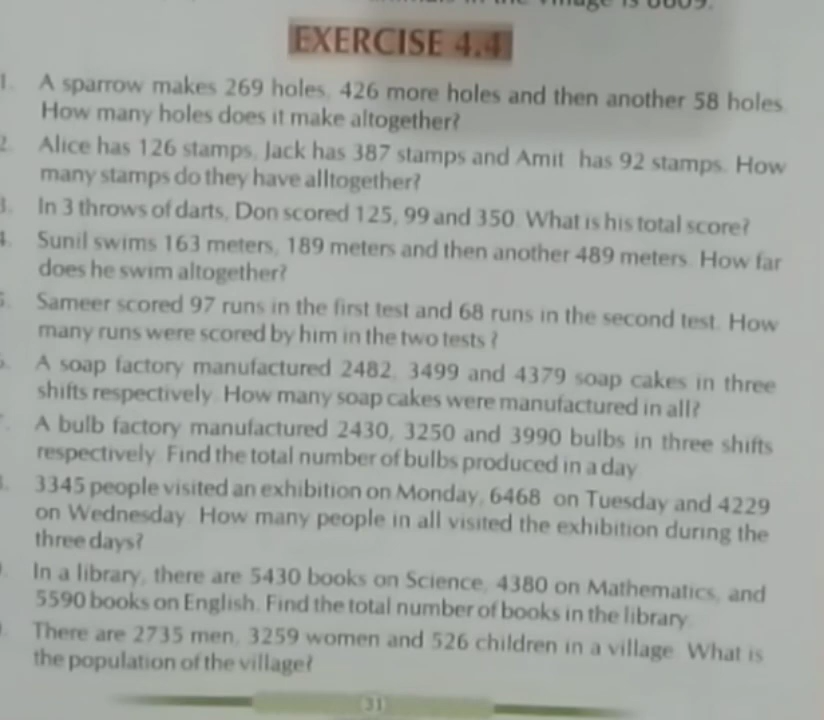 village is 6609.
EXERCISE 4.4
1. A sparrow makes 269 holes, 426 more holes and then another 58 holes.
How many holes does it make altogether?
2. Alice has 126 stamps, Jack has 387 stamps and Amit has 92 stamps. How
many stamps do they have alltogether?
3. In 3 throws of darts, Don scored 125, 99 and 350. What is his total score?
4. Sunil swims 163 meters, 189 meters and then another 489 meters. How far
does he swim altogether?
5. Sameer scored 97 runs in the first test and 68 runs in the second test. How
many runs were scored by him in the two tests ?
6. A soap factory manufactured 2482, 3499 and 4379 soap cakes in three
shifts respectively. How many soap cakes were manufactured in all?
7. A bulb factory manufactured 2430, 3250 and 3990 bulbs in three shifts
respectively. Find the total number of bulbs produced in a day.
8. 3345 people visited an exhibition on Monday, 6468 on Tuesday and 4229
on Wednesday. How many people in all visited the exhibition during the
three days?
9. In a library, there are 5430 books on Science, 4380 on Mathematics, and
5590 books on English. Find the total number of books in the library.
There are 2735 men, 3259 women and 526 children in a village. What is
the population of the village?
31